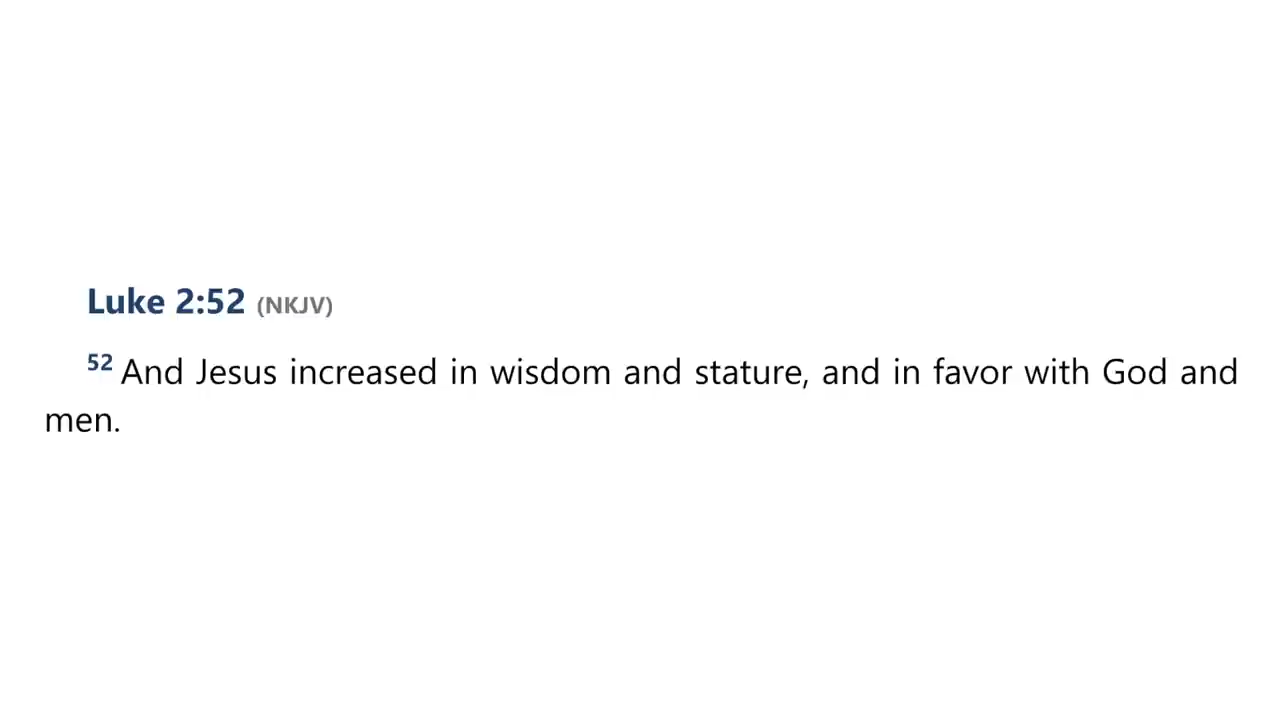 Luke 2:52 (NKJV)
52 And Jesus increased in wisdom and stature, and in favor with God and
men.